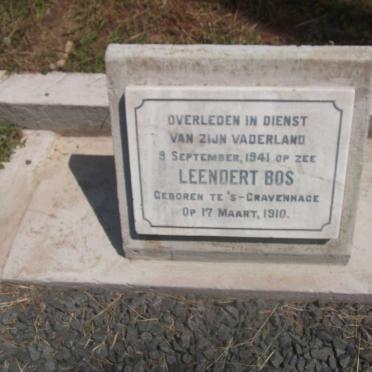 OVERLEDEN IN DIENST
VAN ZIJN VADERLAND
9 SEPTEMBER, 1941 OP ZEE
LEENDERT BOS
GEBOREN TE 'S-GRAVENHAGE
OP 17 MAART, 1910.